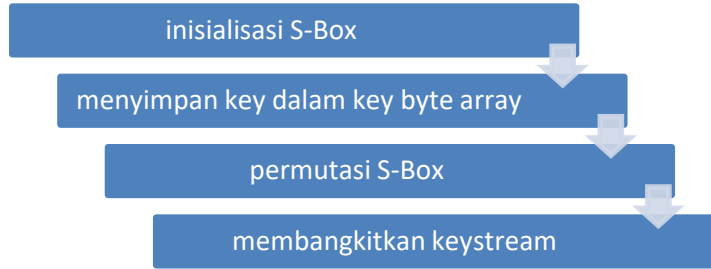 inisialisasi S-Box
menyimpan key dalam key byte array
permutasi S-Box
membangkitkan keystream